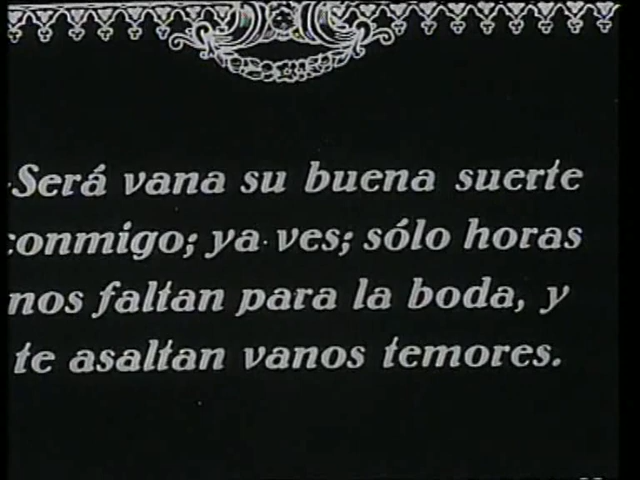 Será vana su buena suerte
conmigo; ya ves; sólo horas
nos faltan para la boda, y
te asaltan vanos temores.